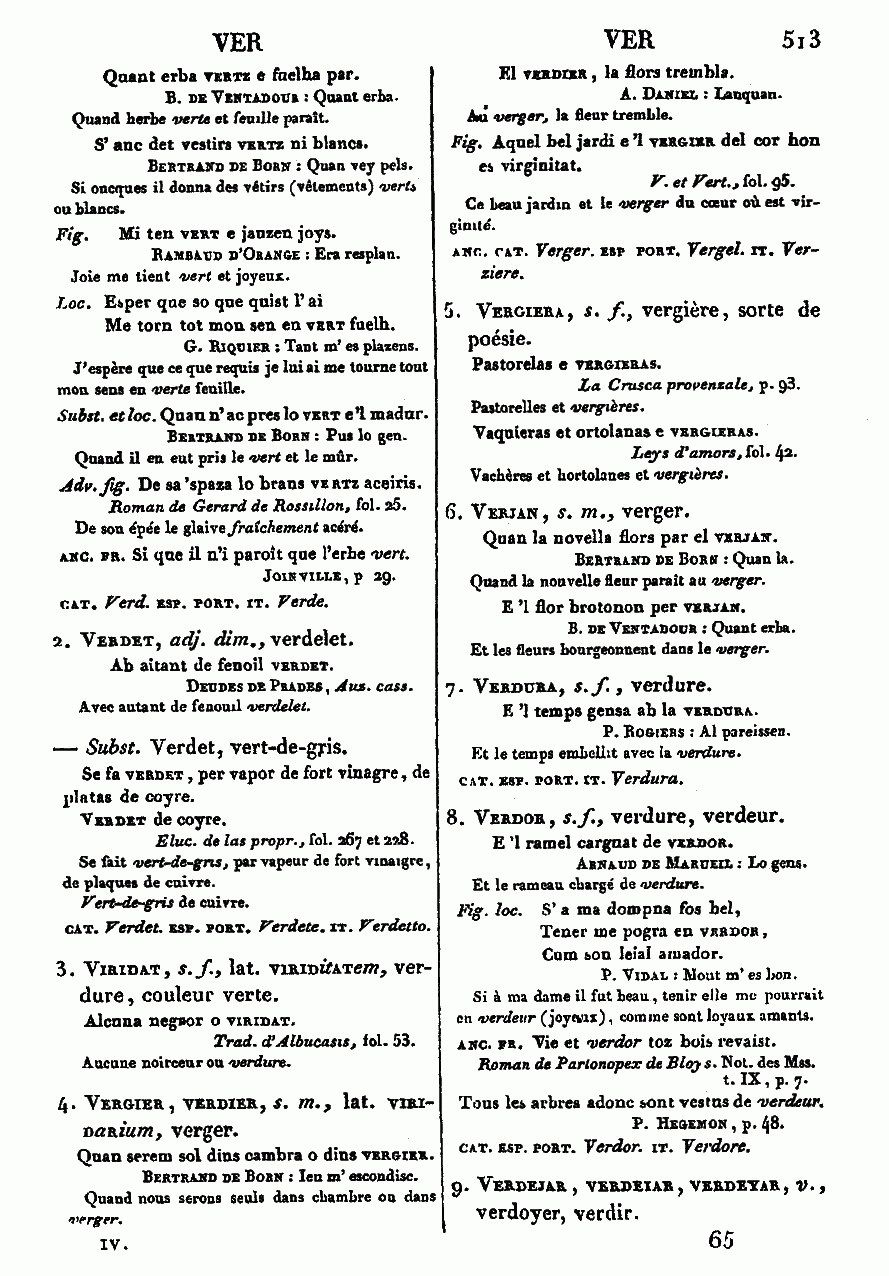 VER
VER 513
Quant erba VERTZ e fuelha par.
B. DE VENTADOUR : Quant erba.
Quand herbe verte et feuille paraît.
S' anc det vestirs VERTZ ni blancs.
BERTRAND DE BORN : Quan vey pels.
Si oncques il donna des vêtirs (vêtements) verts
ou blancs.
Fig. Mi ten VERT e jauzen joys.
RAMBAUD D'ORANGE : Era resplan.
Joie me tient vert et joyeux.
Loc. Esper que so que quist l' ai
Me torn tot mon sen en VERT fuelh.
G. RIQUIER : Tant m' es plazens.
J'espère que ce que requis je lui ai me tourne tout
mon sens en verte feuille.
Subst. et loc. Quan n' ac pres lo VERT e 'l madur.
BERTRAND DE BORN : Pus lo gen.
Quand il en eut pris le vert et le mûr.
Adv. fig. De sa 'spaza lo brans VERTZ aceiris.
Roman de Gerard de Rossillon, fol. 25.
De son épée le glaive fraîchement acéré.
ANC. FR. Si que il n'i paroît que l'erbe vert.
JOINVILLE, p 29.
CAT. Verd. ESP. PORT. IT. Verde.
2. VERDET, adj. dim., verdelet.
Ab aitant de fenoil VERDET.
DEUDES DE PRADES, Aus. cass.
Avec autant de fenouil verdelet.
— Subst. Verdet, vert-de-gris.
Se fa VERDET, per vapor de fort vinagre, de
platas de coyre.
VERDET de coyre.
Eluc. de las propr., fol. 267 et 228.
Se fait vert-de-gris, par vapeur de fort vinaigre,
de plaques de cuivre.
Vert-de-gris de cuivre.
CAT. Verdet. ESP. PORT. Verdete. IT. Verdetto.
3. VIRIDAT, s. f., lat. VIRIDitATem, ver-
dure, couleur verte.
Alcuna negror o VIRIDAT.
Trad. d'Albucasis, fol. 53.
Aucune noirceur ou verdure.
4. VERGIER, VERDIER, s. m., lat. VIRI-
DARium, verger.
Quan serem sol dins cambra o dins VERGIER.
BERTRAND DE BORN : Ieu m' escondisc.
Quand nous serons seuls dans chambre ou dans
verger.
IV.
El VERDIER, la flors trembla.
A. DANIEL : Lanquan.
Au verger, la fleur tremble.
Fig. Aquel bel jardi e 'l VERGIER del cor hon
es virginitat.
V. et Vert., fol. 95.
Ce beau jardin et le verger du cœur où est vir-
ginité.
ANC. CAT. Verger. ESP PORT. Vergel. IT. Ver-
ziere.
5. VERGIERA, s. f., vergière, sorte de
poésie.
Pastorelas e VERGIERAS.
La Crusca provenzale, p. 93.
Pastorelles et vergières.
Vaquieras et ortolanas e VERGIERAS.
Leys d'amors, fol. 42.
Vachères et hortolanes et vergières.
6. VERJAN, s. m., verger.
Quan la novella flors par el VERJAN.
BERTRAND DE BORN : Quan la.
Quand la nouvelle fleur paraît au verger.
E 'l flor brotonon per VERJAN.
B. DE VENTADOUR : Quant erba.
Et les fleurs bourgeonnent dans le verger.
7. VERDURA, s. f., verdure.
E 'l temps gensa ab la VERDURA.
P. ROGIERS : Al pareissen.
Et le temps embellit avec la verdure.
CAT. ESP. PORT. IT. Verdura.
8. VERDOR, s. f., verdure, verdeur.
E 'l ramel cargnat de VERDOR.
ARNAUD DE MARUEIL : Lo gens.
Et le rameau chargé de verdure.
Fig. loc. S' a ma dompna fos bel,
Tener me pogra en VERDOR,
Cum son leial amador.
P. VIDAL : Mout m' es bon.
Si à ma dame il fut beau, tenir elle me pourrait
en verdeur (joyeux), comme sont loyaux amants.
ANC. FR. Vie et verdor toz bois revaist.
Roman de Partonopex de Bloys. Not. des Mss.
t. IX, p. 7.
Tous les arbres adonc sont vestus de verdeur.
P. HEGEMON, p. 48.
CAT. ESP. PORT. Verdor. IT. Verdore.
9. VERDEJAR, VERDEIAR, VERDEYAR, v.,
verdoyer, verdir.
65